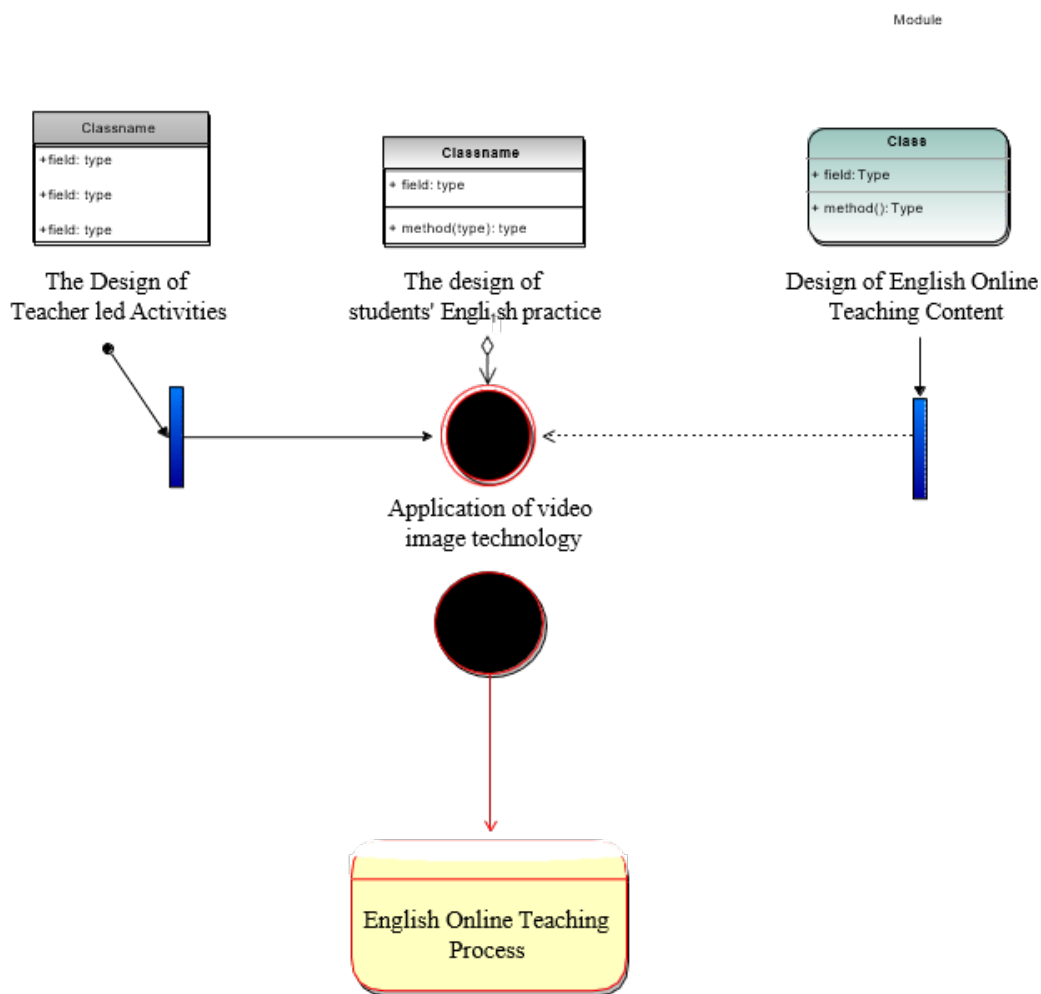 Module
Classname
+field: type
+field: type
+field: type
The Design of
Teacher led Activities
Classname
+ field: type
+ method(type): type
The design of
students' English practice
Class
+ field: Type
+ method(): Type
Design of English Online
Teaching Content
Application of video
image technology
English Online Teaching
Process